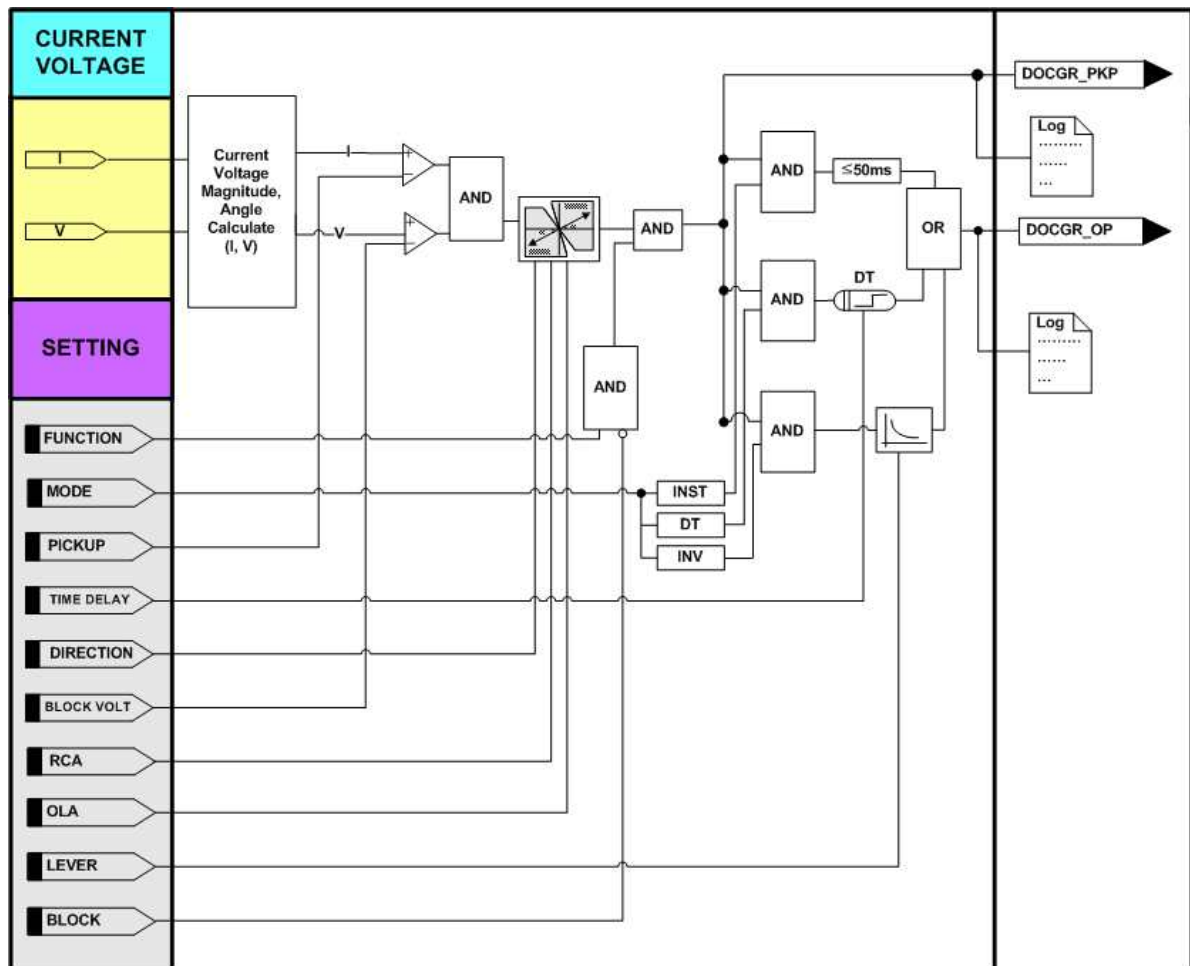 CURRENT
VOLTAGE
I
V
SETTING
FUNCTION
MODE
PICKUP
TIME DELAY
DIRECTION
BLOCK VOLT
RCA
OLA
LEVER
BLOCK
Current
Voltage
Magnitude,
Angle
Calculate
(I, V)
I
+
−
V
+
−
AND
AND
AND
INST
DT
INV
AND
≤50ms
AND
DT
AND
OR
DOCGR_PKP
Log
.........
......
...
DOCGR_OP
Log
.........
......
...